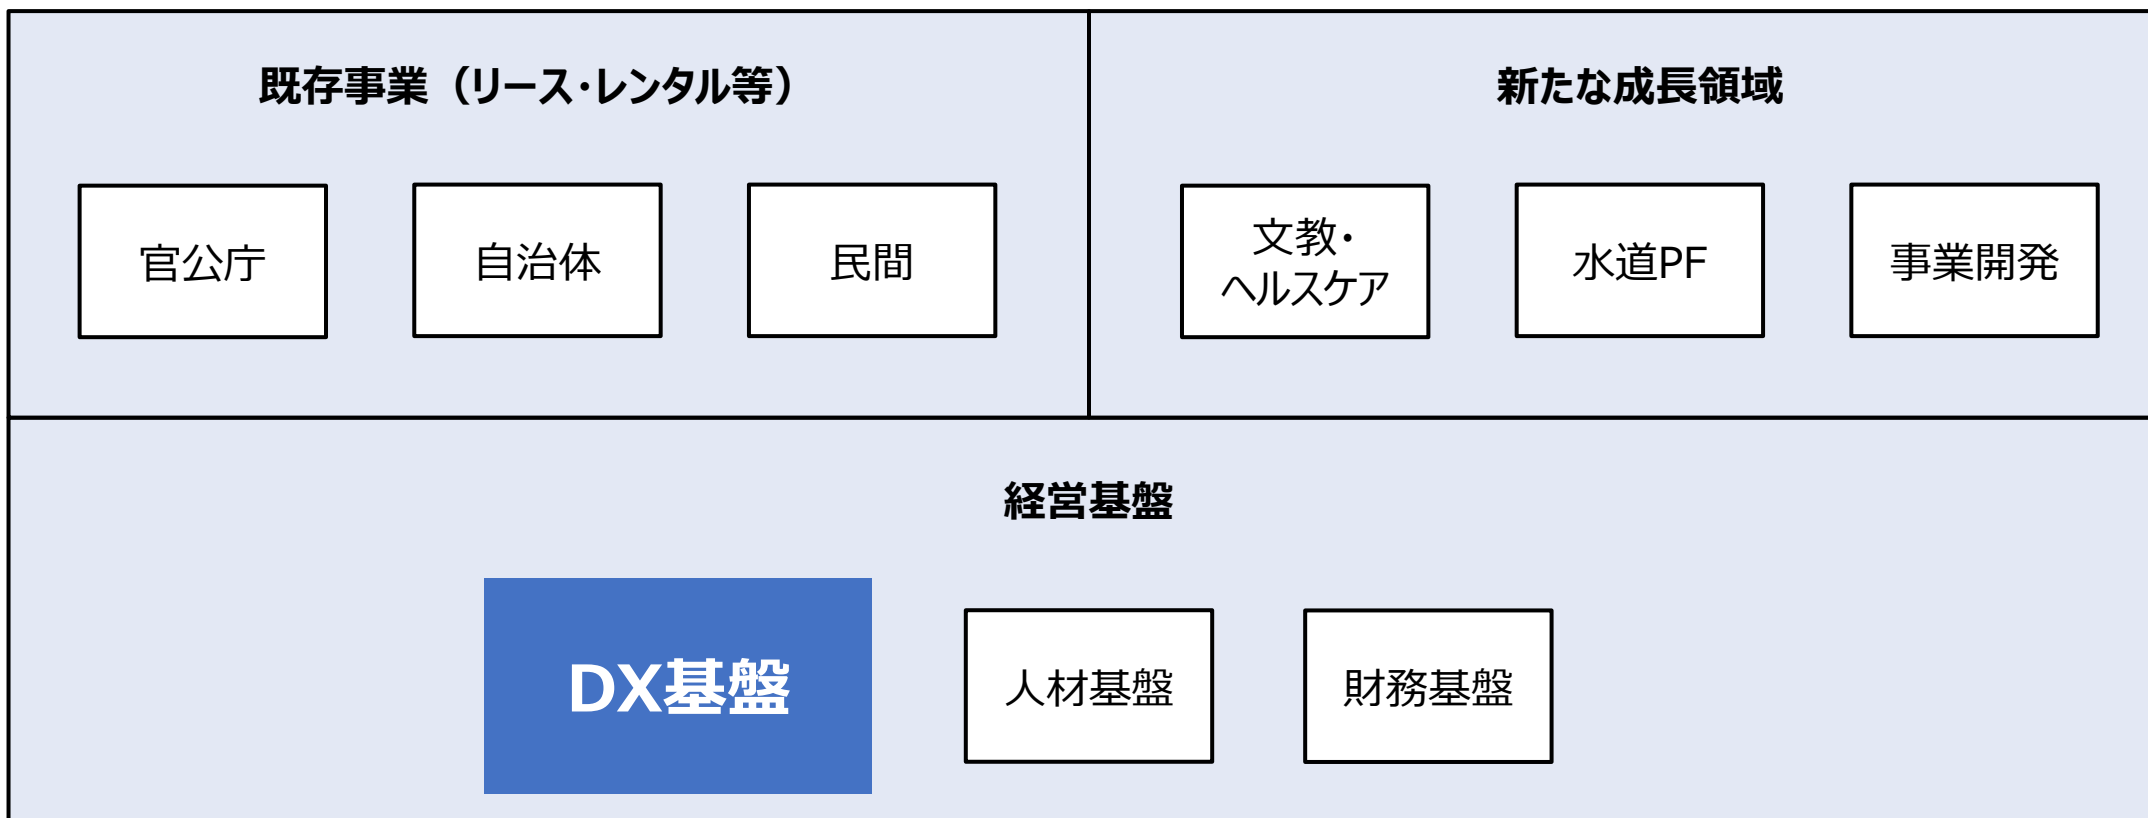 既存事業（リース・レンタル等）
官公庁
自治体
民間
新たな成長領域
文教・
ヘルスケア
水道PF
事業開発
経営基盤
DX基盤
人材基盤
財務基盤